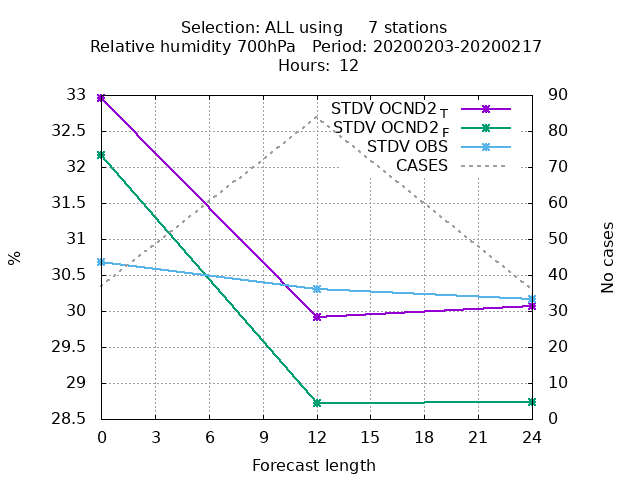 Selection: ALL using 7 stations
Relative humidity 700hPa Period: 20200203-20200217
Hours: 12
33
32.5
32
31.5
31
30.5
30
29.5
29
28.5
%
STDV OCND2_T
STDV OCND2_F
STDV OBS
CASES
90
80
70
60
50
40
30
20
10
0
No cases
0 3 6 9 12 15 18 21 24
Forecast length